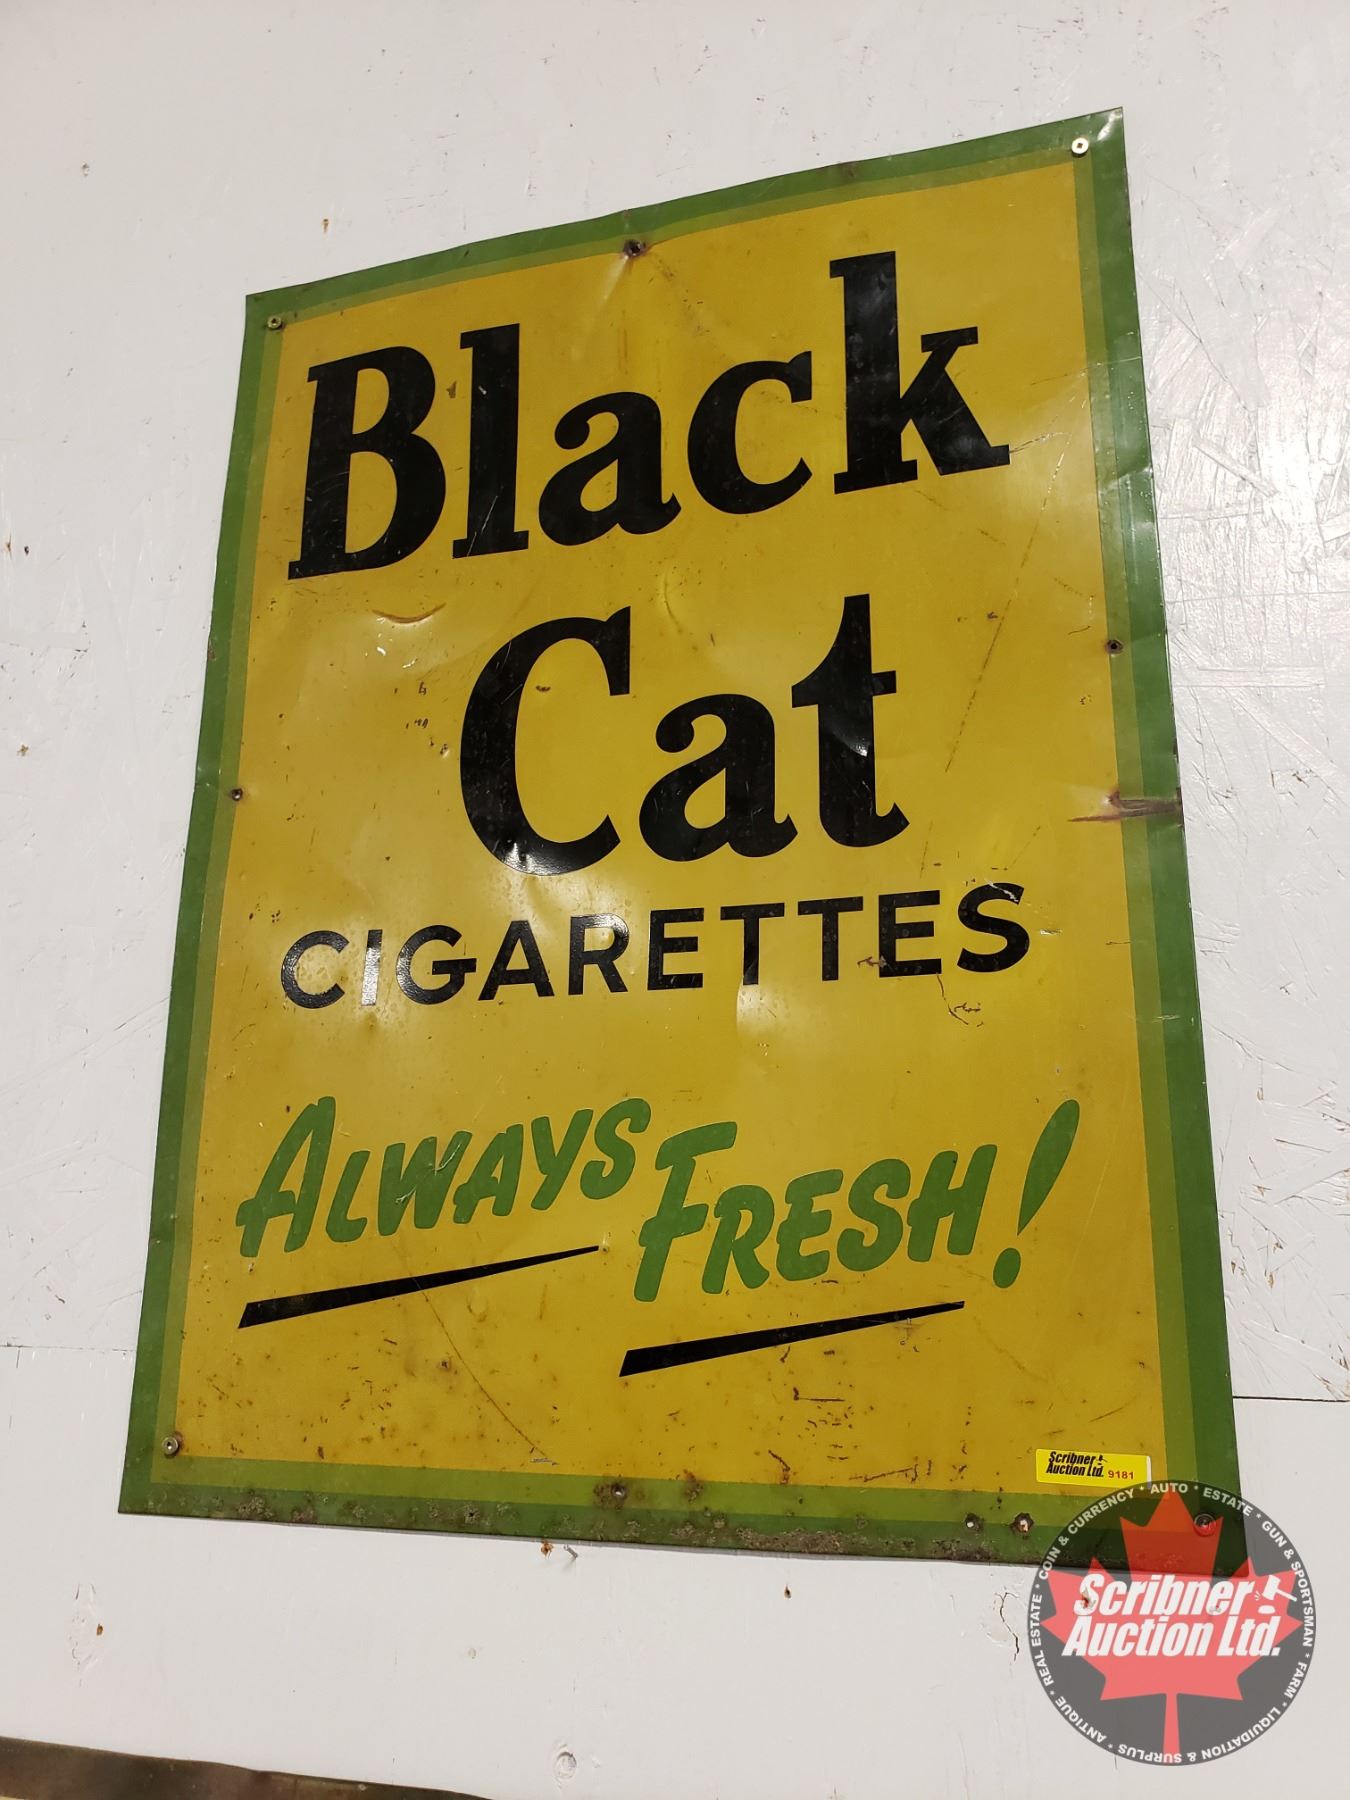 Black
Cat
CIGARETTES
ALWAYS
FRESH!
Scribner
Auction Ltd. 9181
COIN & CURRENCY * AUTO * ESTATE * GUN & SPORTSMAN * FARM * LIQUIDATION & SURPLUS * ANTIQUE * REAL ESTATE *
Scribner
Auction Ltd.